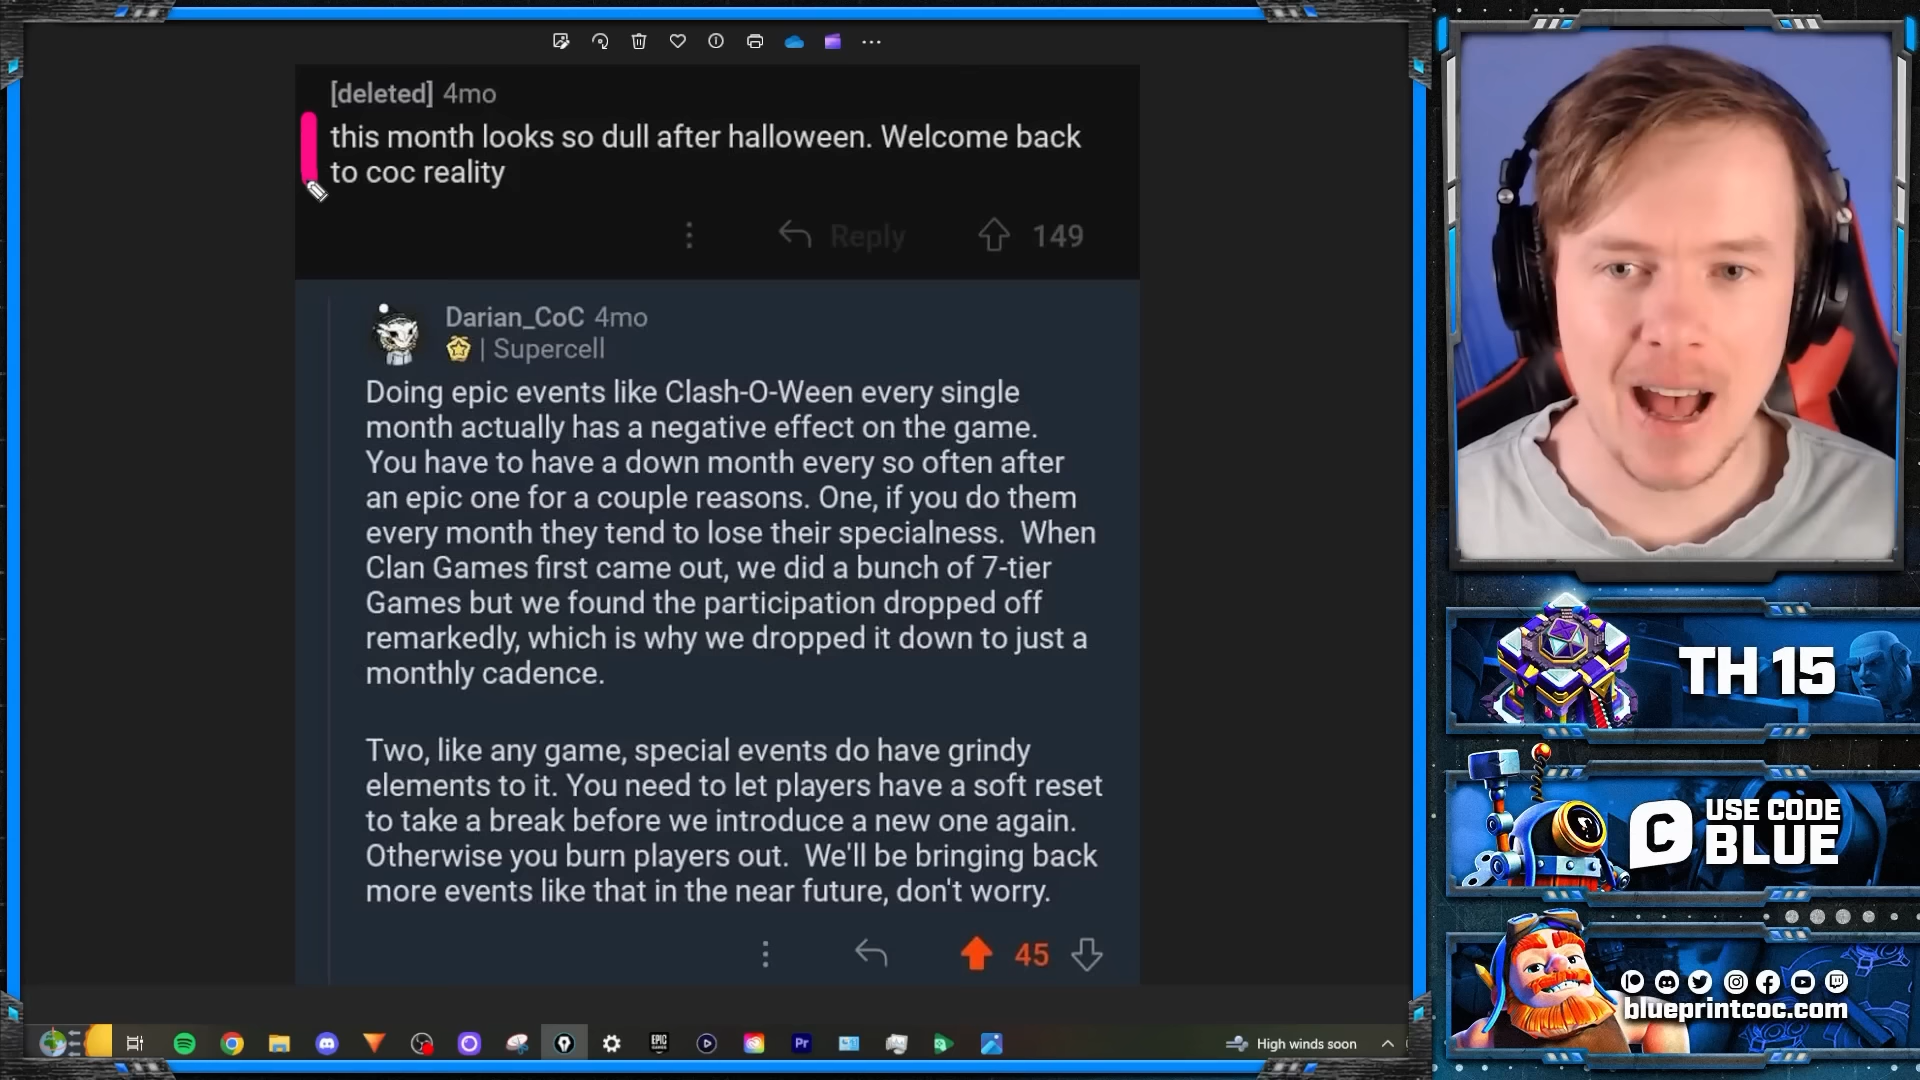 [deleted] 4mo
this month looks so dull after halloween. Welcome back
to coc reality
Reply
149
Darian_CoC 4mo
| Supercell
Doing epic events like Clash-O-Ween every single
month actually has a negative effect on the game.
You have to have a down month every so often after
an epic one for a couple reasons. One, if you do them
every month they tend to lose their specialness.  When
Clan Games first came out, we did a bunch of 7-tier
Games but we found the participation dropped off
remarkedly, which is why we dropped it down to just a
monthly cadence.
Two, like any game, special events do have grindy
elements to it. You need to let players have a soft reset
to take a break before we introduce a new one again.
Otherwise you burn players out.  We'll be bringing back
more events like that in the near future, don't worry.
45
TH 15
USE CODE
BLUE
blueprintcoc.com
EPIC
GAMES
Pr
High winds soon